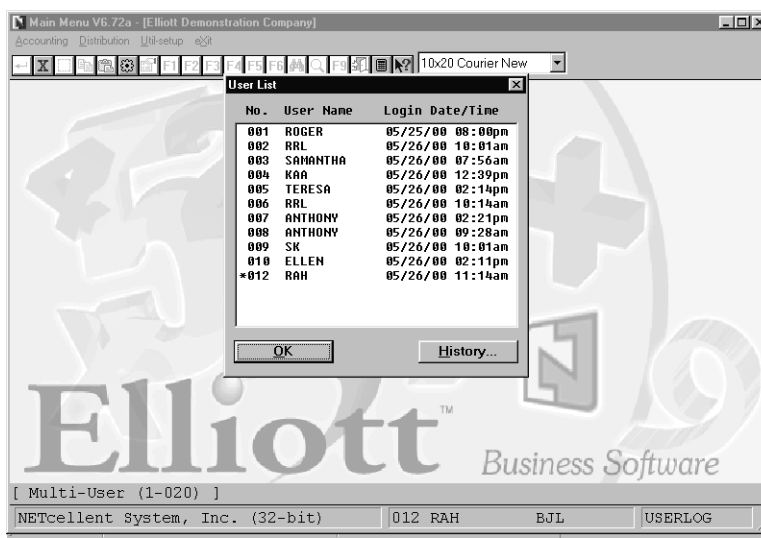 Main Menu V6.72a - [Elliott Demonstration Company]
Accounting Distribution Util-setup eXit
X F1 F2 F3 F4 F5 F6 F9 10x20 Courier New
User List
No. User Name Login Date/Time
001 ROGER 05/25/00 08:00pm
002 RRL 05/26/00 10:01am
003 SAMANTHA 05/26/00 07:56am
004 KAA 05/26/00 12:39pm
005 TERESA 05/26/00 02:14pm
006 RRL 05/26/00 10:14am
007 ANTHONY 05/26/00 02:21pm
008 ANTHONY 05/26/00 09:28am
009 SK 05/26/00 10:01am
010 ELLEN 05/26/00 02:11pm
*012 RAH 05/26/00 11:14am
OK History...
N
Elliott TM
Business Software
[ Multi-User (1-020) ]
NETcellent System, Inc. (32-bit) 012 RAH BJL USERLOG